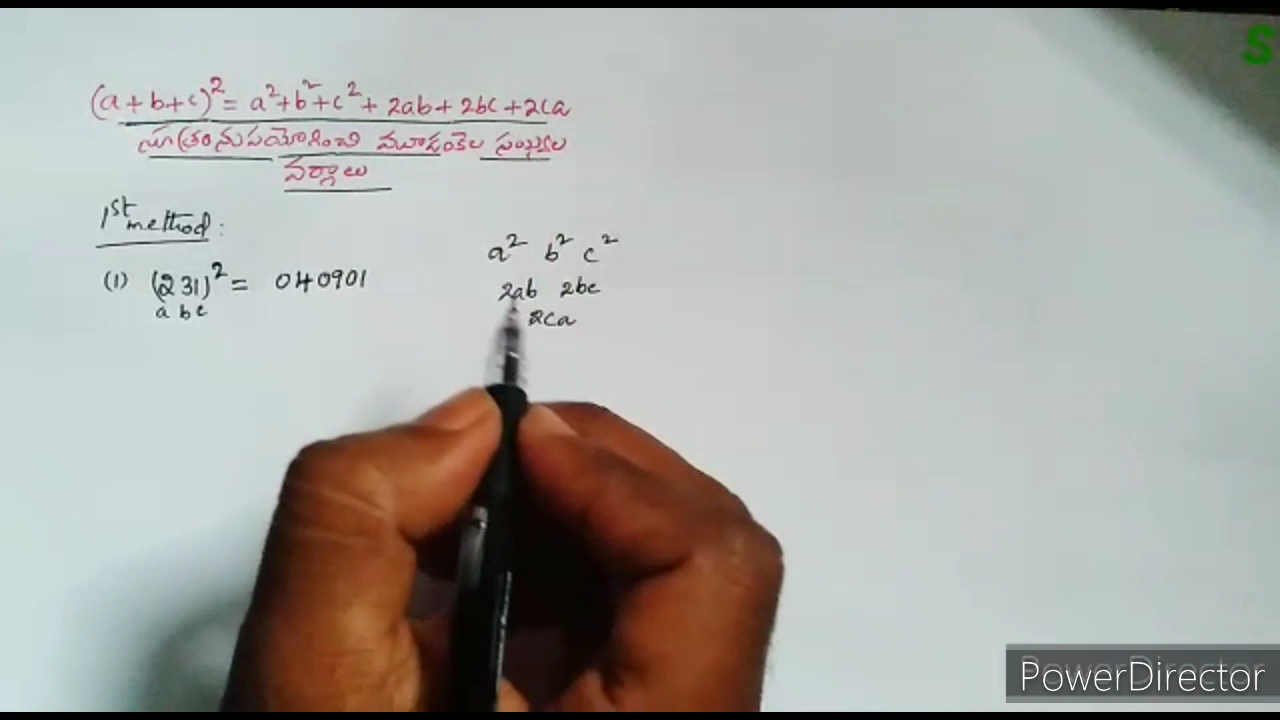 (a+b+c)² = a²+b²+c²+2ab+2bc+2ca
సూత్రంనుపయోగించి మూడంకెల సంఖ్యల
వర్గాలు
1st method:
(1) (231)² = 040901
a b c
a² b² c²
2ab 2bc
2ca
S
PowerDirector